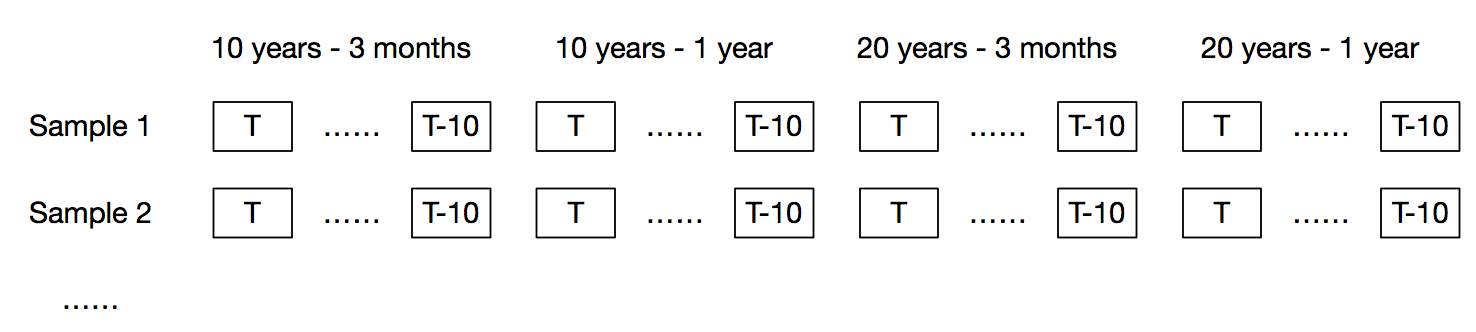 10 years - 3 months 10 years - 1 year 20 years - 3 months 20 years - 1 year
Sample 1 T ...... T-10 T ...... T-10 T ...... T-10 T ...... T-10
Sample 2 T ...... T-10 T ...... T-10 T ...... T-10 T ...... T-10
......